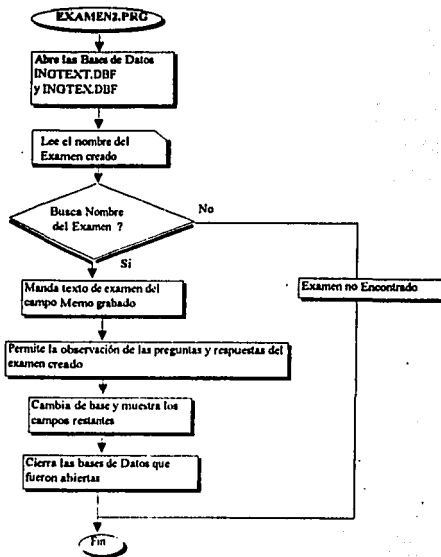 EXAMEN2.PRG
Abre las Bases de Datos
INGTEXT.DBF
y INGTEX.DBF
Lee el nombre del
Examen creado
Busca Nombre
del Examen ?
No
Si
Manda texto de examen del
campo Memo grabado
Examen no Encontrado
Permite la observación de las preguntas y respuestas del
examen creado
Cambia de base y muestra los
campos restantes
Cierra las bases de Datos que
fueron abiertas
Fin